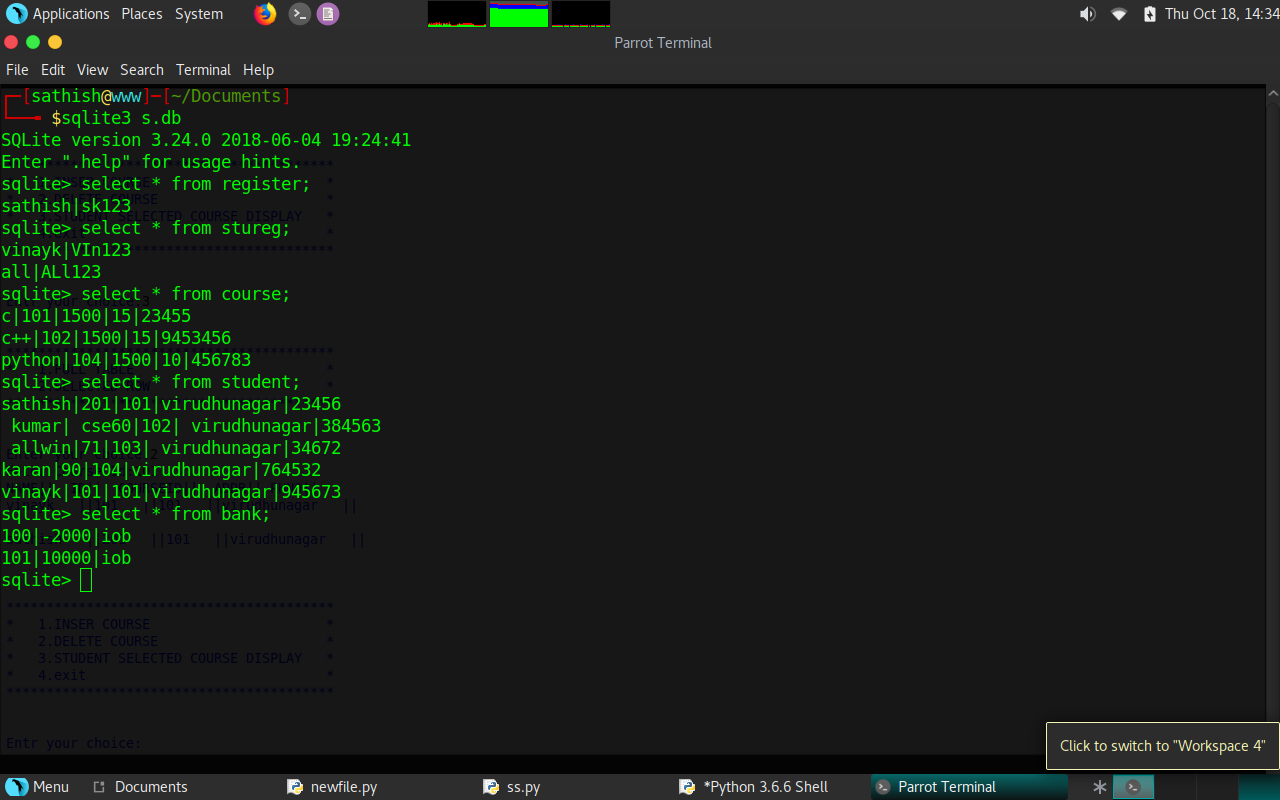 Applications Places System
Thu Oct 18, 14:34
Parrot Terminal
File Edit View Search Terminal Help
[sathish@www]─[~/Documents]
$sqlite3 s.db
SQLite version 3.24.0 2018-06-04 19:24:41
Enter ".help" for usage hints.
sqlite> select * from register;
sathish|sk123
sqlite> select * from stureg;
vinayk|VIn123
all|ALl123
sqlite> select * from course;
c|101|1500|15|23455
c++|102|1500|15|9453456
python|104|1500|10|456783
sqlite> select * from student;
sathish|201|101|virudhunagar|23456
kumar| cse60|102| virudhunagar|384563
allwin|71|103| virudhunagar|34672
karan|90|104|virudhunagar|764532
vinayk|101|101|virudhunagar|945673
sqlite> select * from bank;
100|-2000|iob
||101 ||virudhunagar ||
101|10000|iob
sqlite>
****************************************
* 1.INSER COURSE *
* 2.DELETE COURSE *
* 3.STUDENT SELECTED COURSE DISPLAY *
* 4.exit *
****************************************
Entr your choice:
Click to switch to "Workspace 4"
Menu Documents newfile.py ss.py *Python 3.6.6 Shell Parrot Terminal